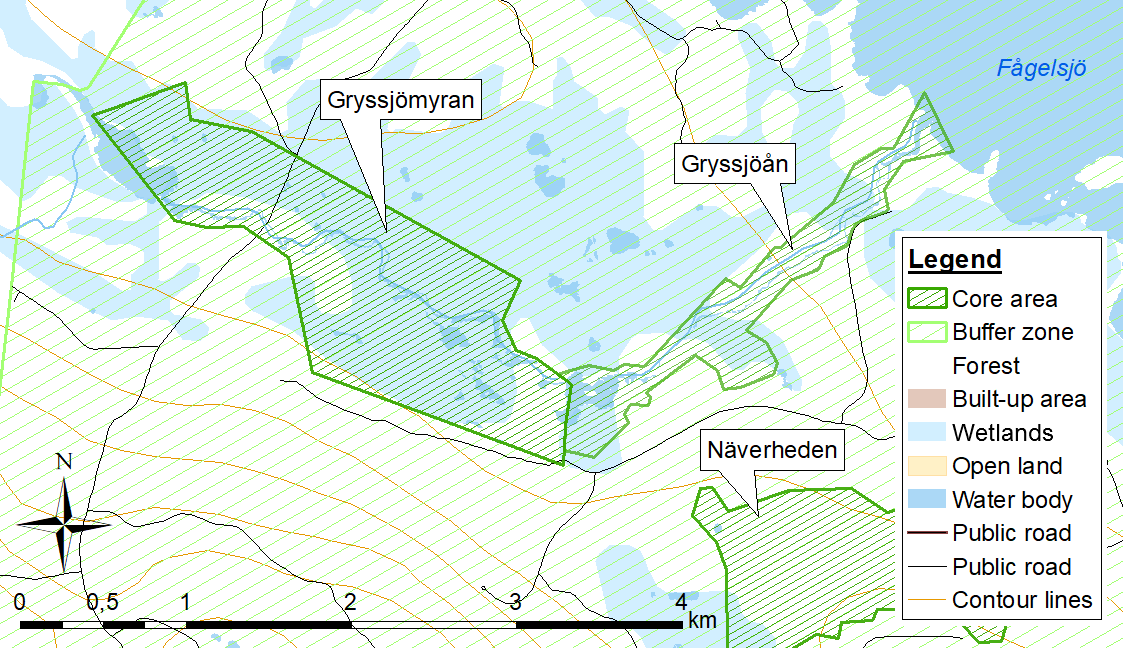 Fågelsjö
Gryssjömyran
Gryssjöån
Legend
Core area
Buffer zone
Forest
Built-up area
Wetlands
Open land
Water body
Public road
Public road
Contour lines
Näverheden
N
0 0,5 1 2 3 4 km